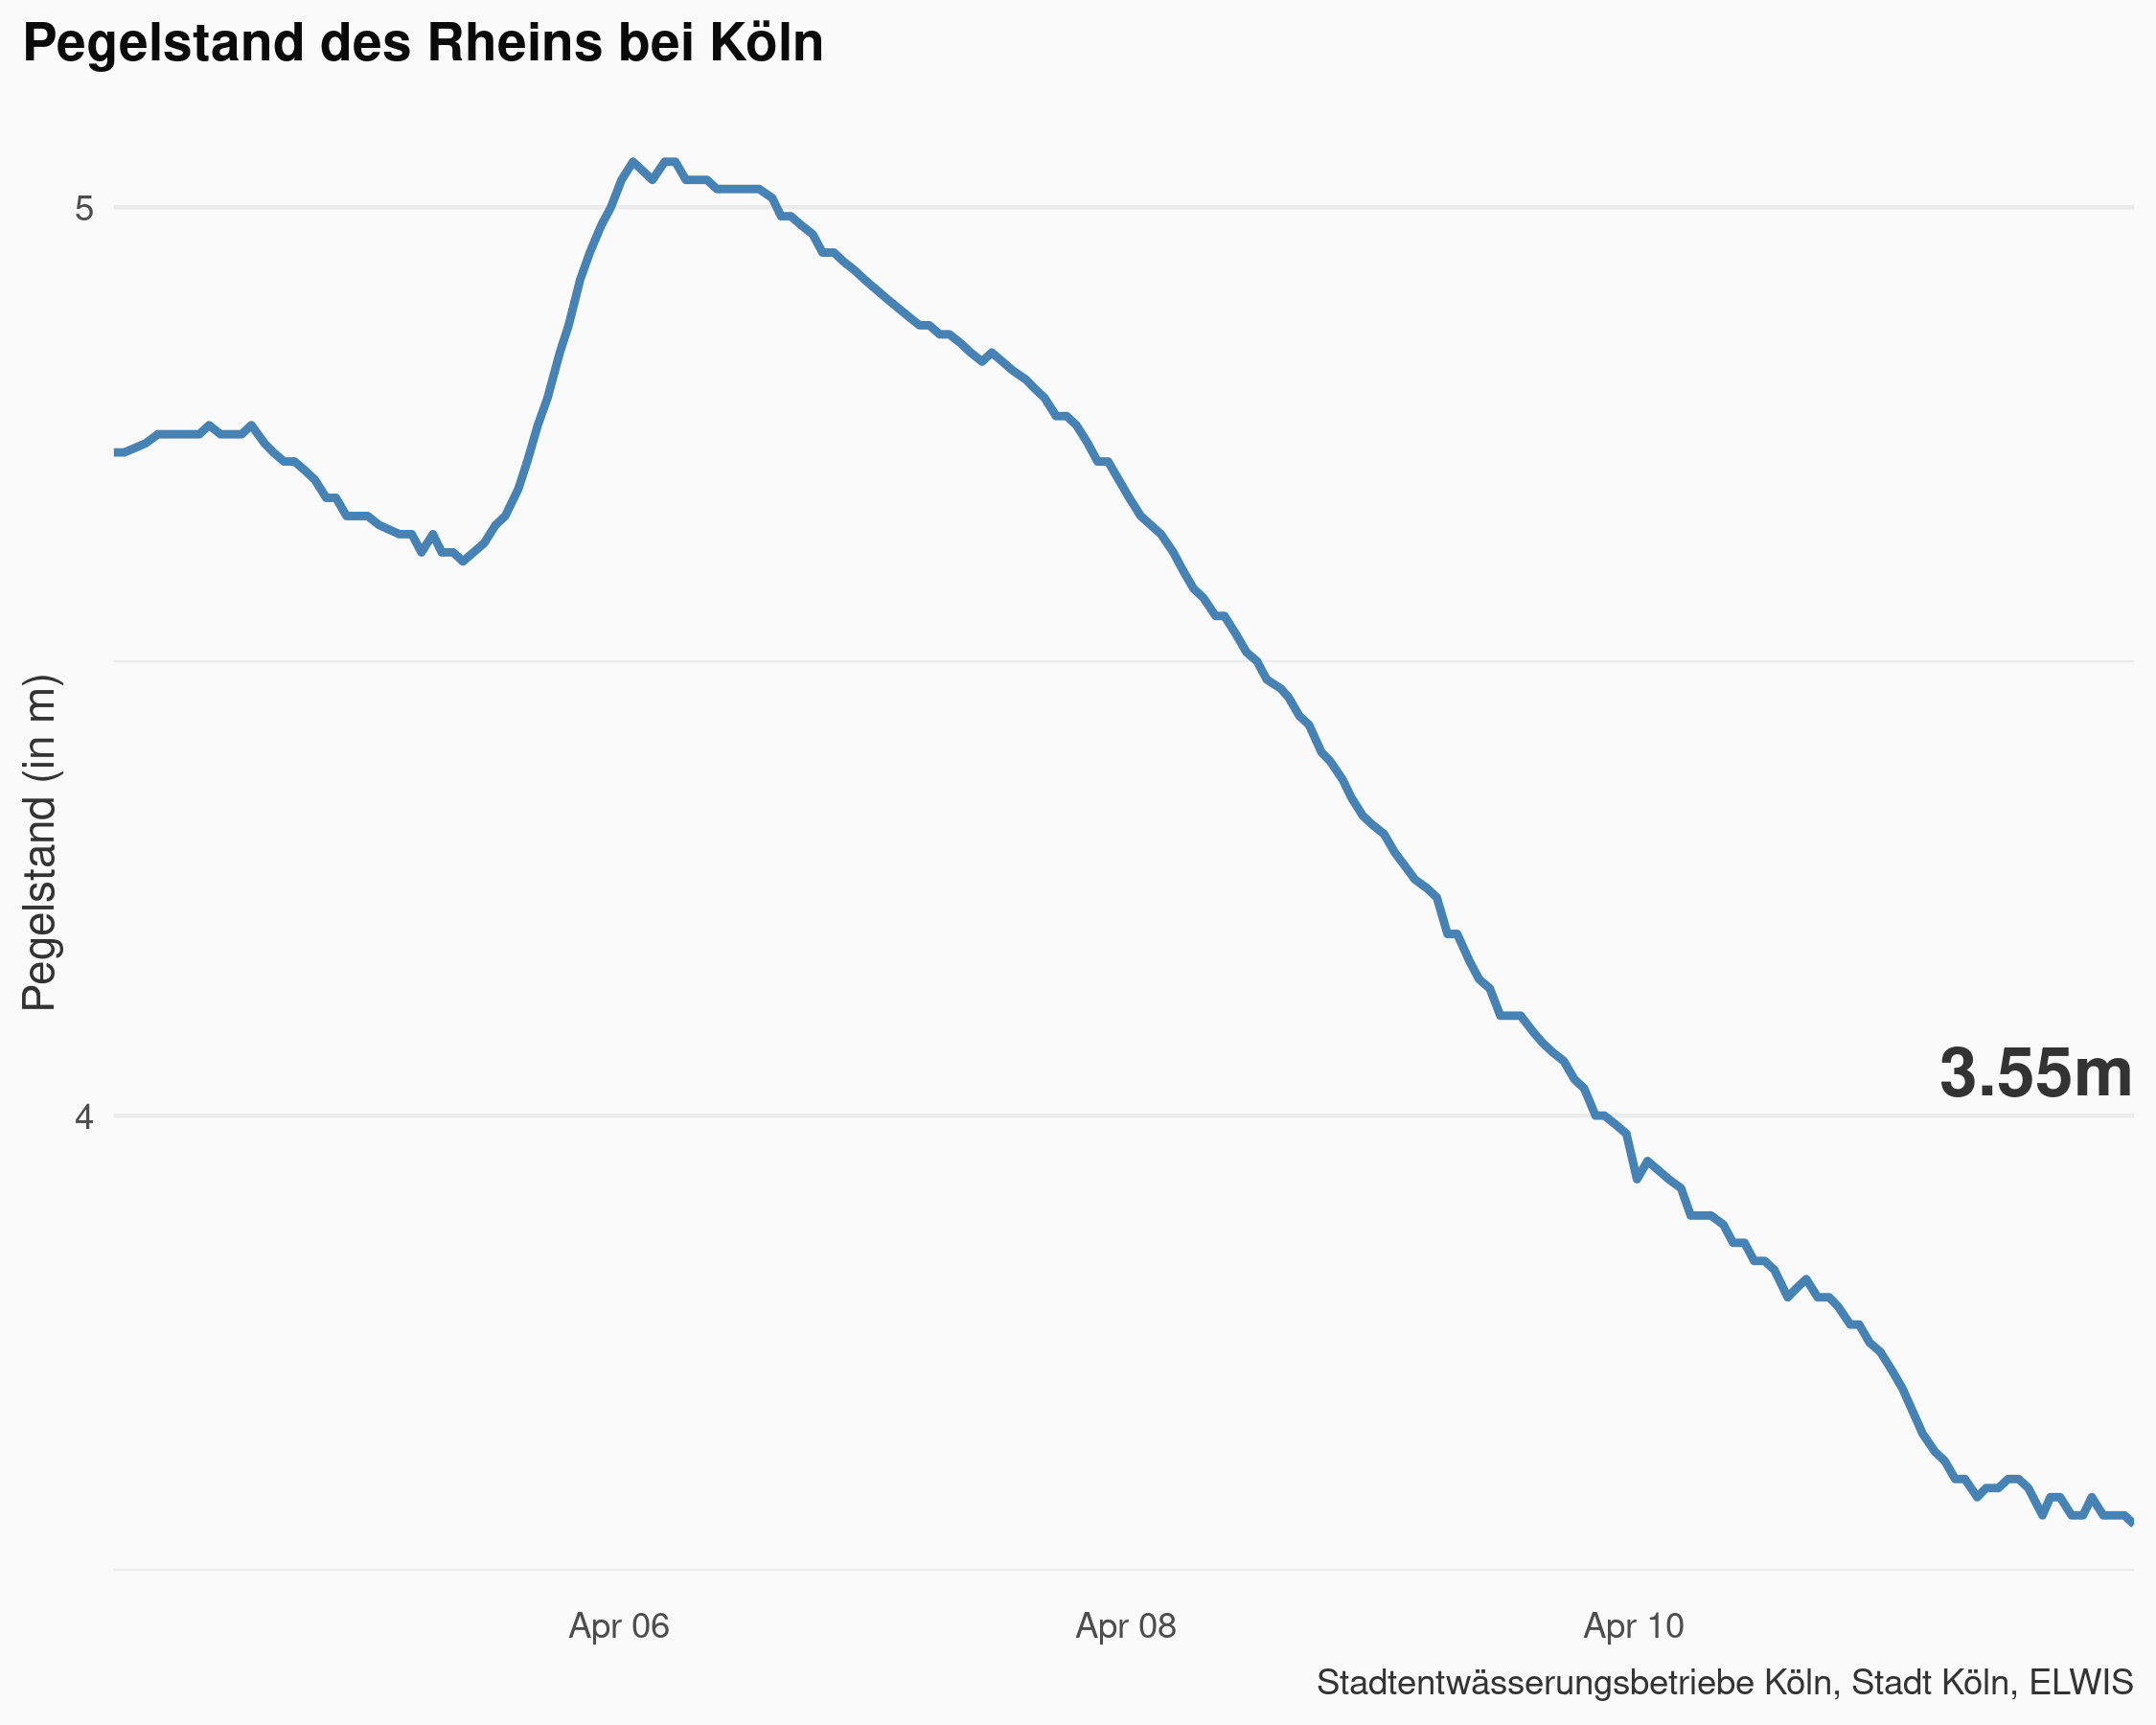 Pegelstand des Rheins bei Köln
Pegelstand (in m)
5
4
3.55m
Apr 06
Apr 08
Apr 10
Stadtentwässerungsbetriebe Köln, Stadt Köln, ELWIS